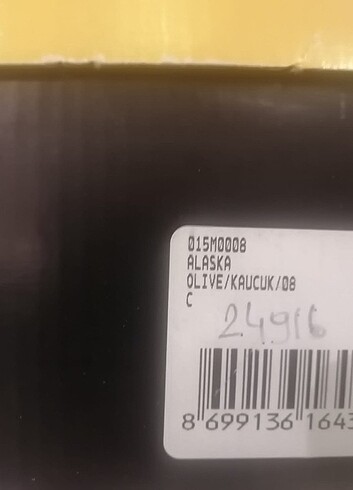 015M0008
ALASKA
OLIVE/KAUCUK/08
C
24916
8 699136 1643